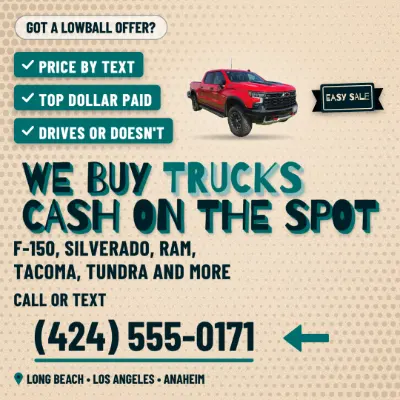 GOT A LOWBALL OFFER?
PRICE BY TEXT
TOP DOLLAR PAID
DRIVES OR DOESN'T
EASY SALE
WE BUY TRUCKS
CASH ON THE SPOT
F-150, SILVERADO, RAM,
TACOMA, TUNDRA AND MORE
CALL OR TEXT
(424) 555-0171
LONG BEACH • LOS ANGELES • ANAHEIM